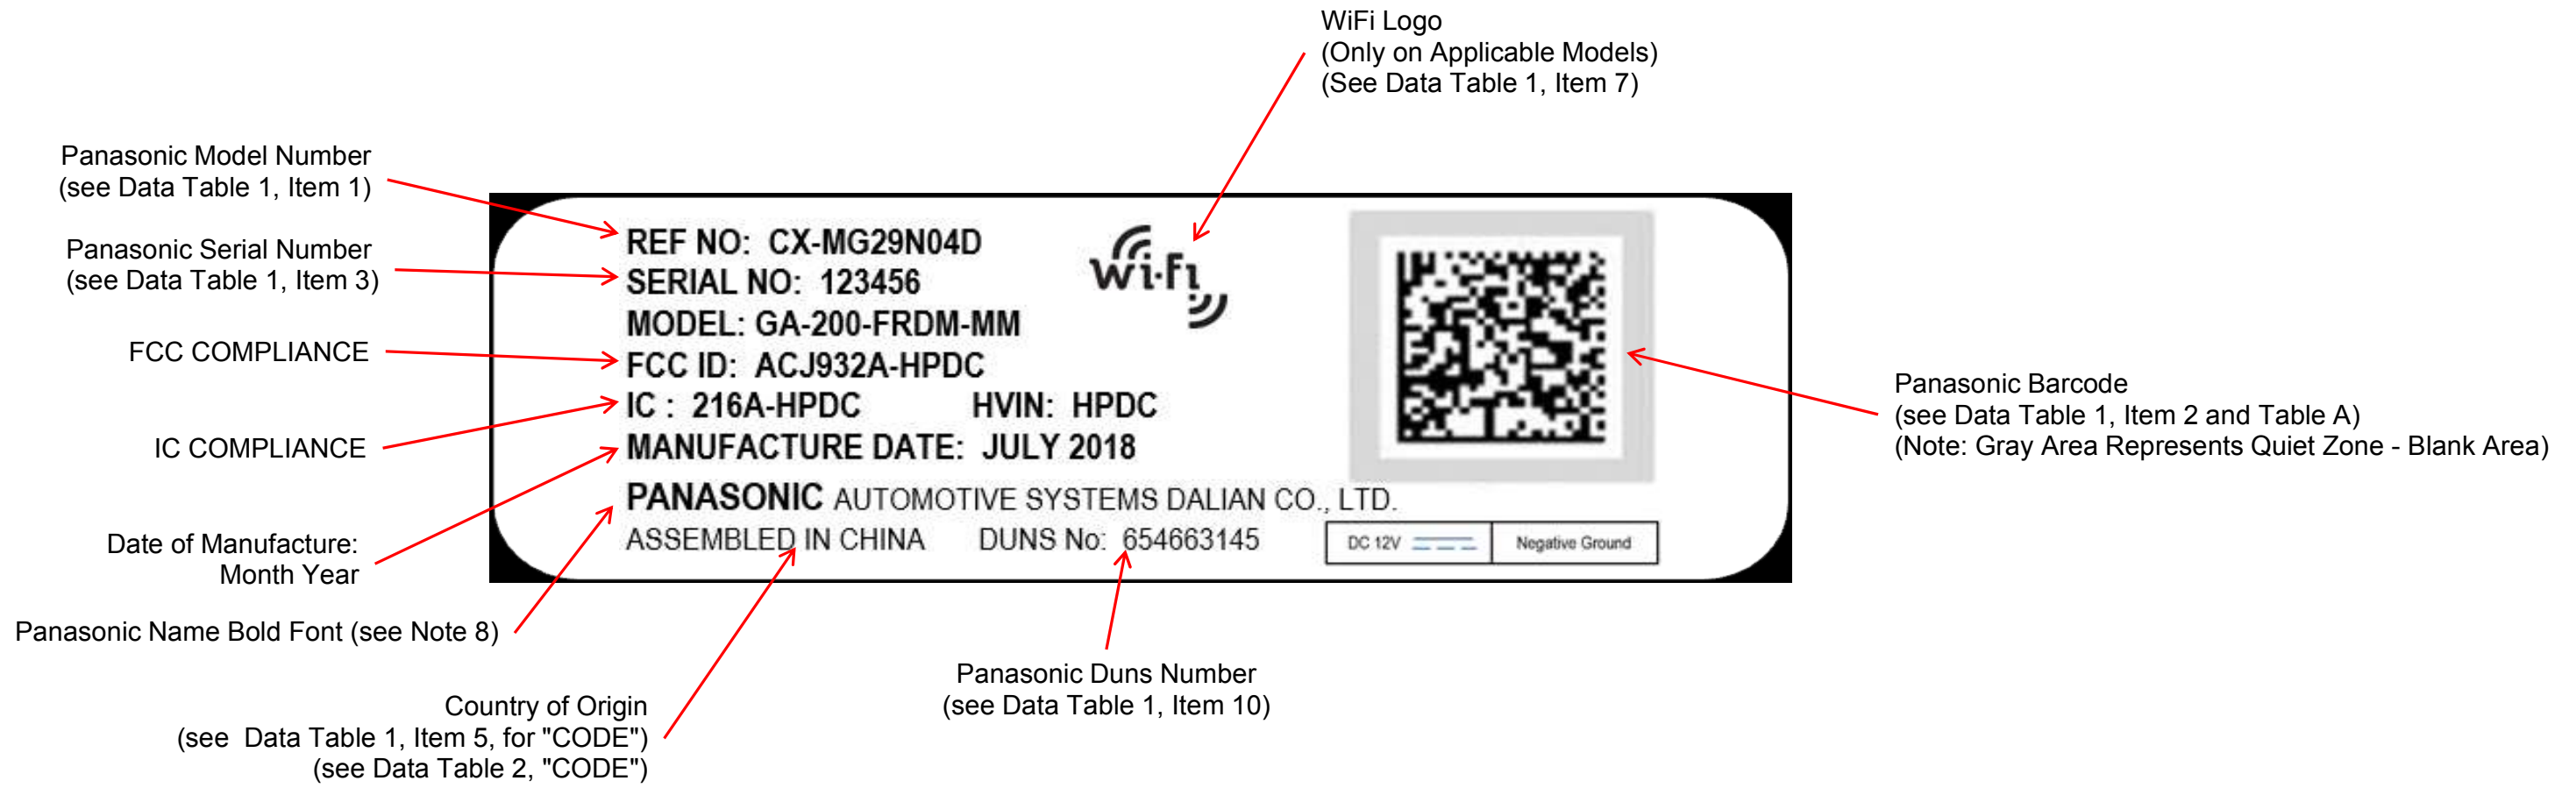 WiFi Logo
(Only on Applicable Models)
(See Data Table 1, Item 7)
Panasonic Model Number
(see Data Table 1, Item 1)
Panasonic Serial Number
(see Data Table 1, Item 3)
FCC COMPLIANCE
IC COMPLIANCE
Date of Manufacture:
Month Year
Panasonic Name Bold Font (see Note 8)
Country of Origin
(see  Data Table 1, Item 5, for "CODE")
(see Data Table 2, "CODE")
REF NO: CX-MG29N04D
SERIAL NO: 123456
MODEL: GA-200-FRDM-MM
FCC ID: ACJ932A-HPDC
IC : 216A-HPDC HVIN: HPDC
MANUFACTURE DATE: JULY 2018
PANASONIC AUTOMOTIVE SYSTEMS DALIAN CO., LTD.
ASSEMBLED IN CHINA DUNS No: 654663145
Wi-Fi
DC 12V Negative Ground
Panasonic Duns Number
(see Data Table 1, Item 10)
Panasonic Barcode
(see Data Table 1, Item 2 and Table A)
(Note: Gray Area Represents Quiet Zone - Blank Area)